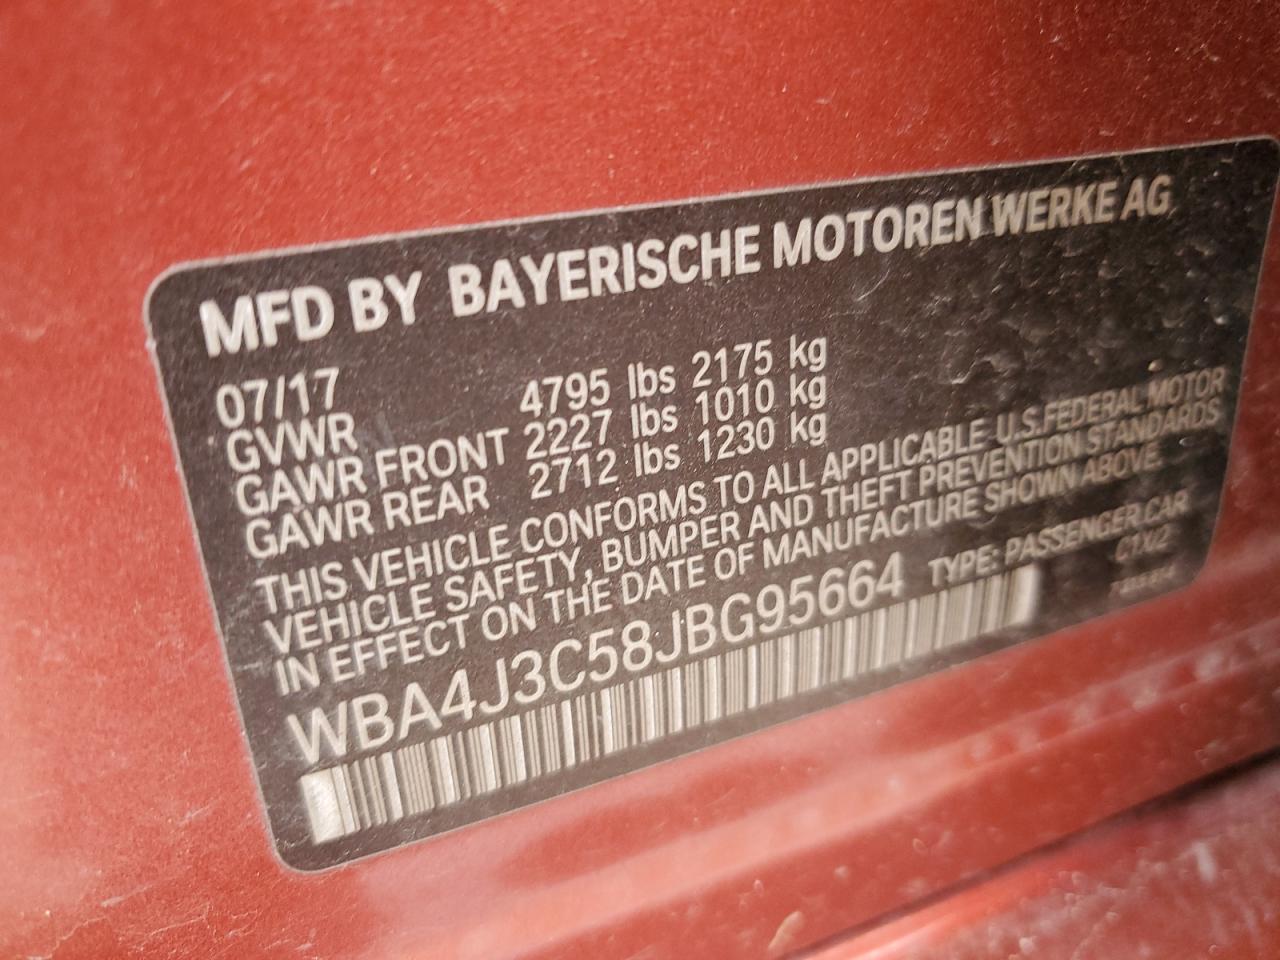 MFD BY BAYERISCHE MOTOREN WERKE AG
07/17
GVWR 4795 lbs 2175 kg
GAWR FRONT 2227 lbs 1010 kg
GAWR REAR 2712 lbs 1230 kg
THIS VEHICLE CONFORMS TO ALL APPLICABLE U.S.FEDERAL MOTOR
VEHICLE SAFETY, BUMPER AND THEFT PREVENTION STANDARDS
IN EFFECT ON THE DATE OF MANUFACTURE SHOWN ABOVE.
WBA4J3C58JBG95664 TYPE: PASSENGER CAR
C1X/2